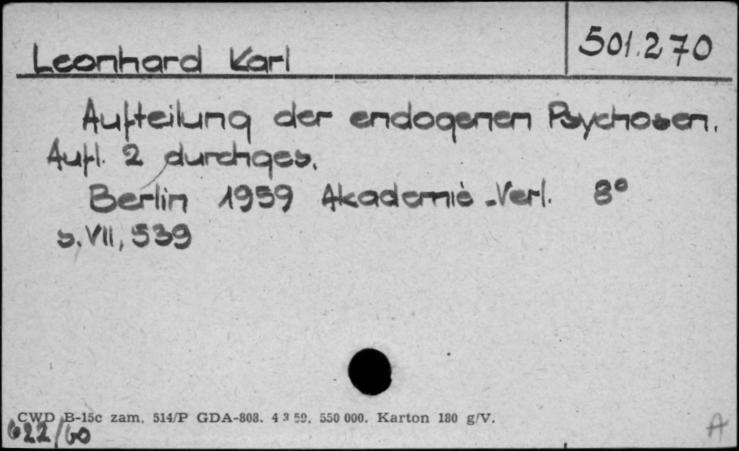 Leonhard Karl 501.270
Aufteilung der endogenen Psychosen.
Aufl. 2 durchges.
Berlin 1959 Akademie-Verl. 8°
s. VII, 539
CWD B-15c zam. 514/P GDA-808. 4 3 59. 550 000. Karton 180 g/V.
622/60
A